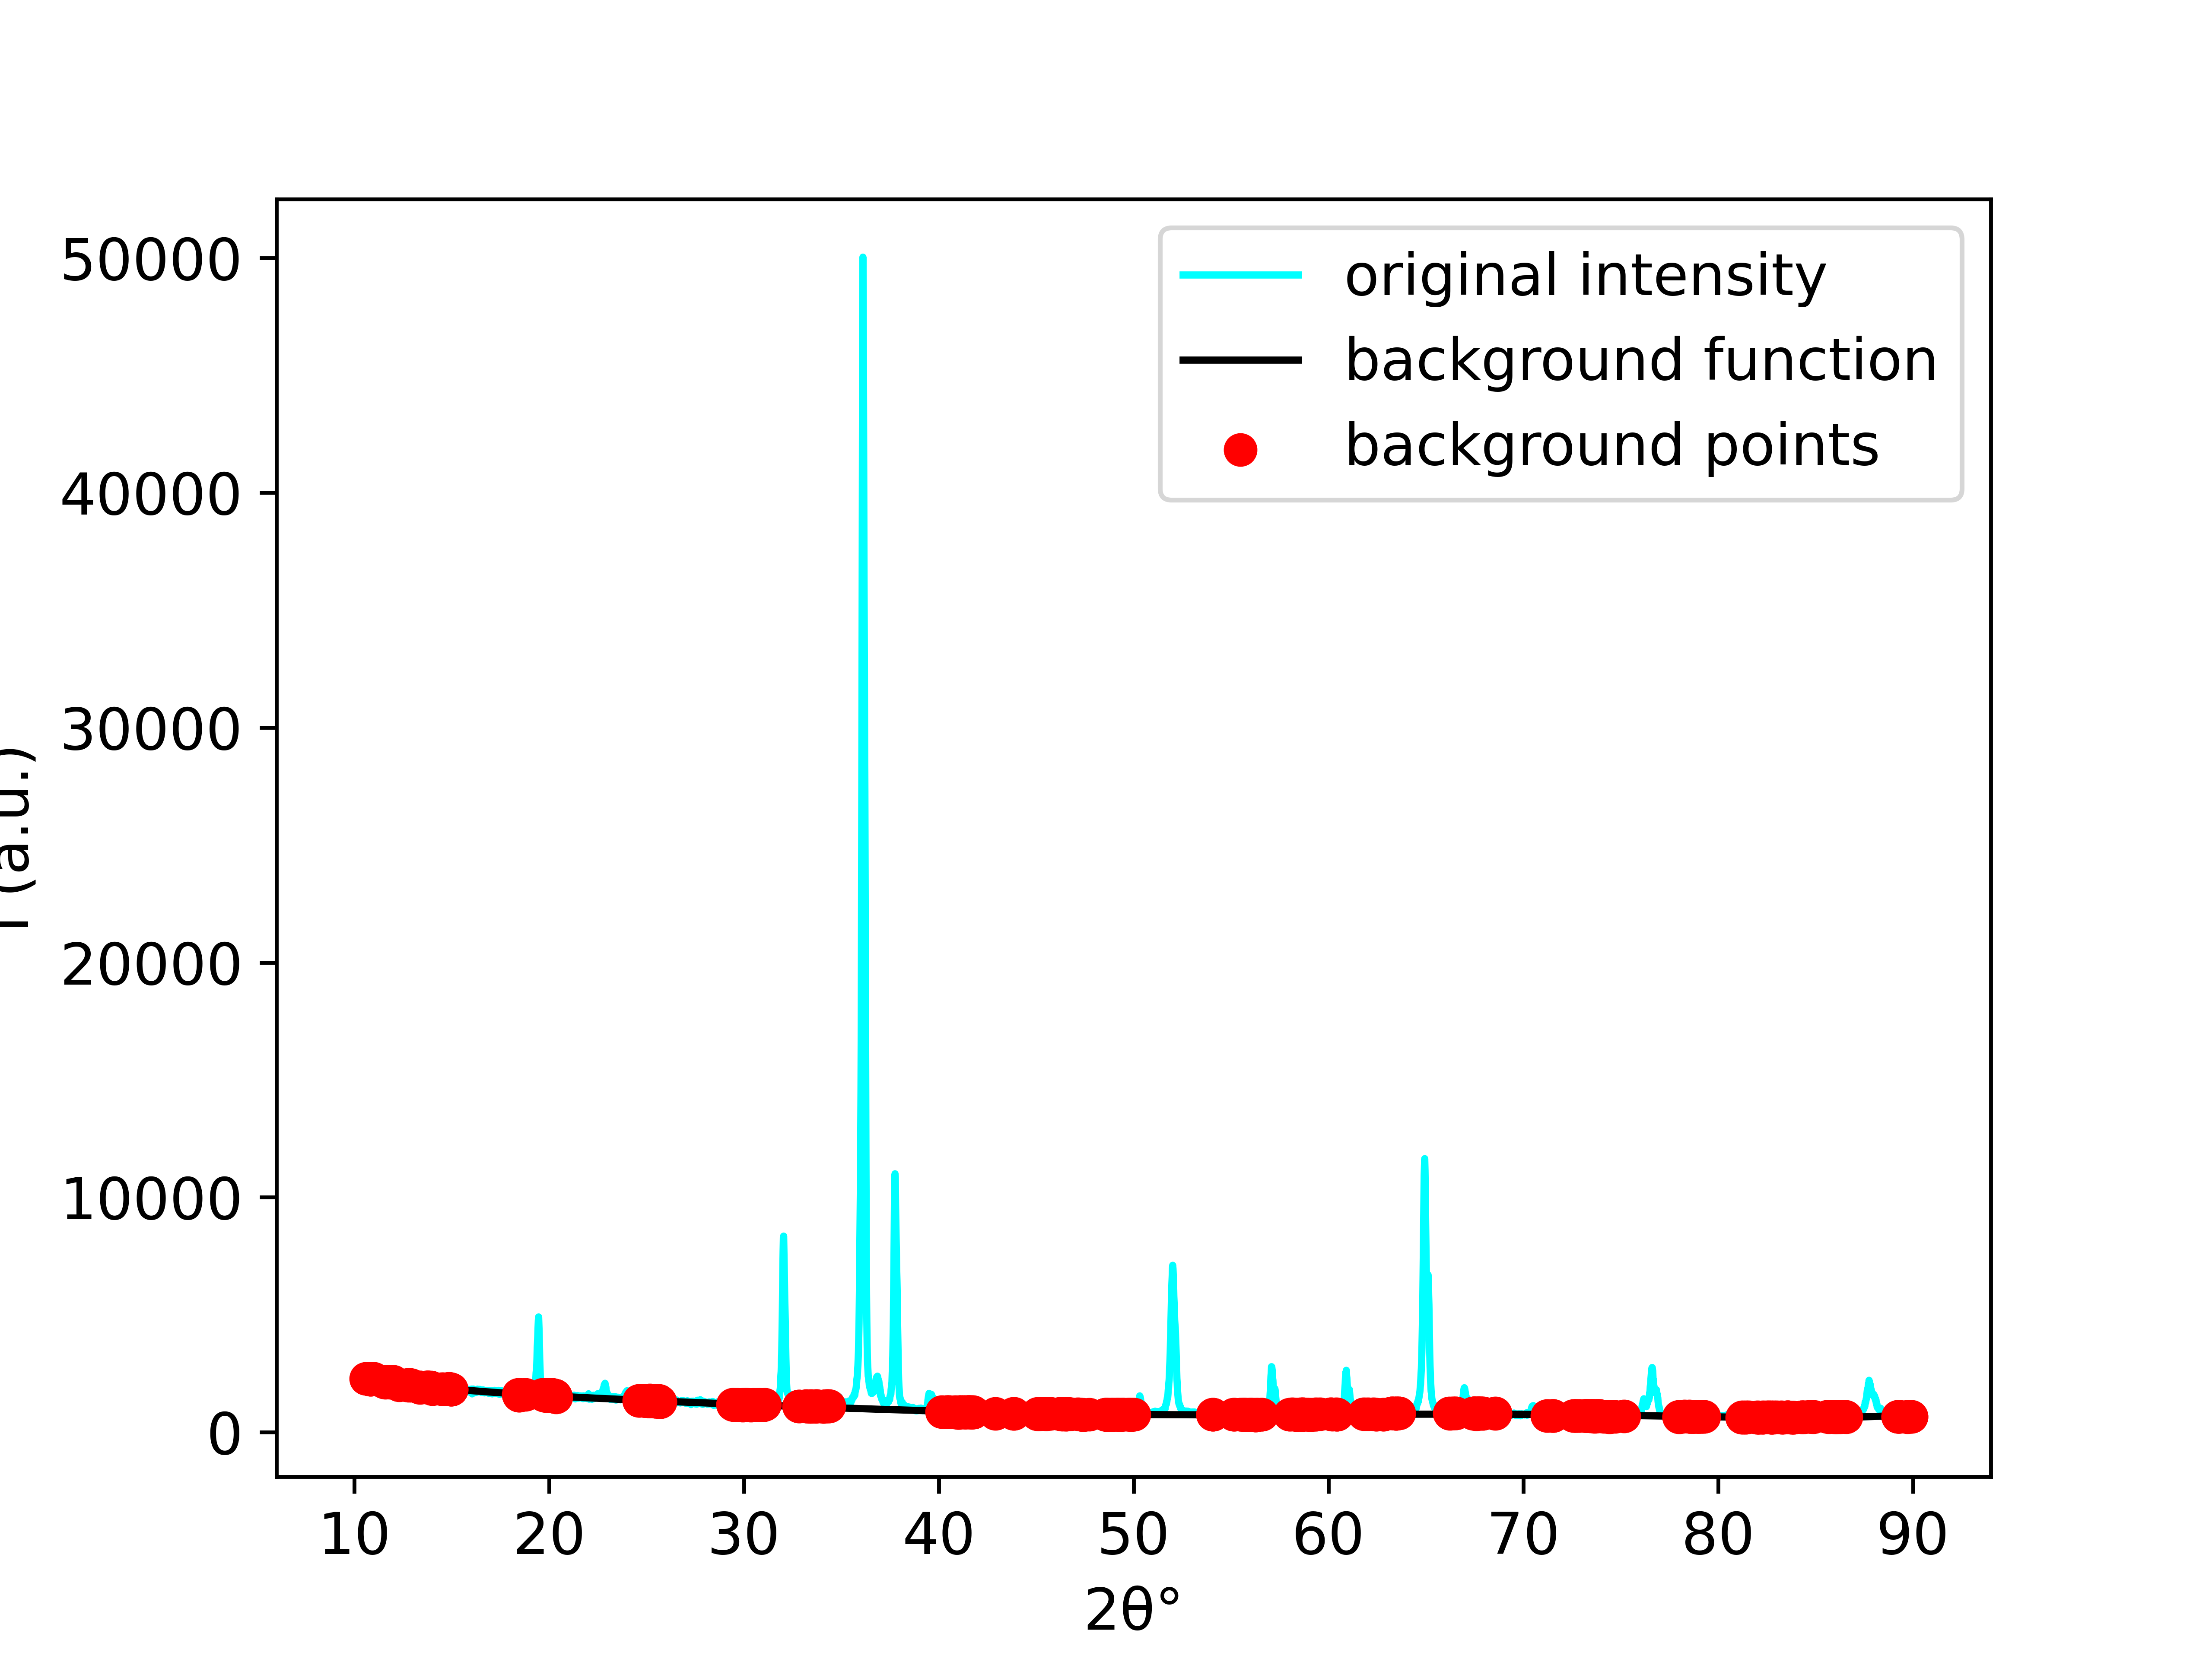 50000
40000
30000
20000
10000
0
I (a.u.)
original intensity
background function
background points
10 20 30 40 50 60 70 80 90
2θ°